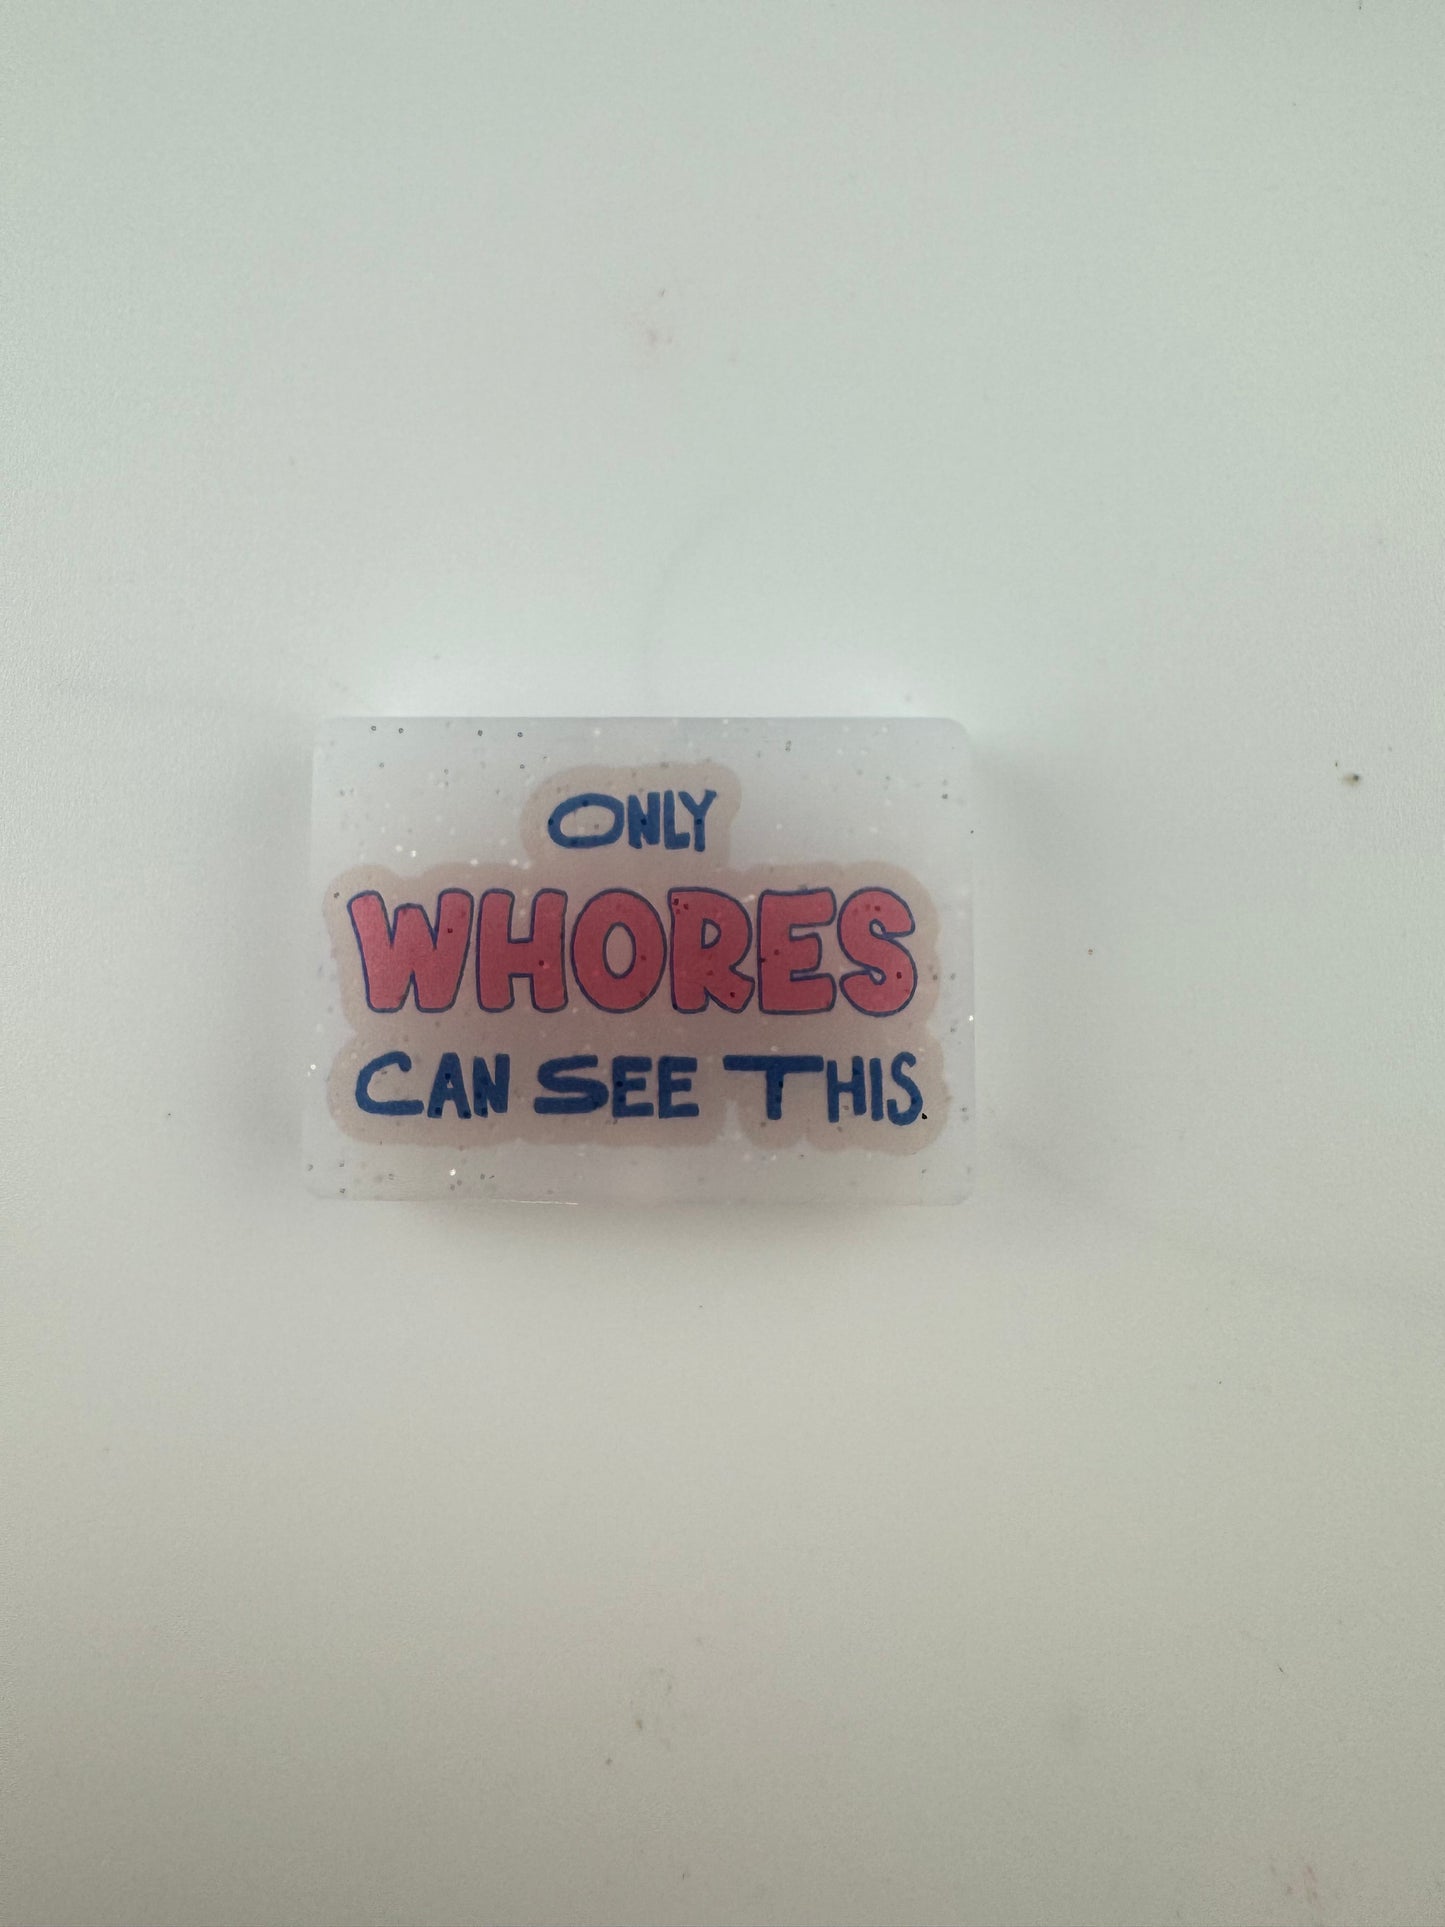 ONLY
WHORES
CAN SEE THIS.